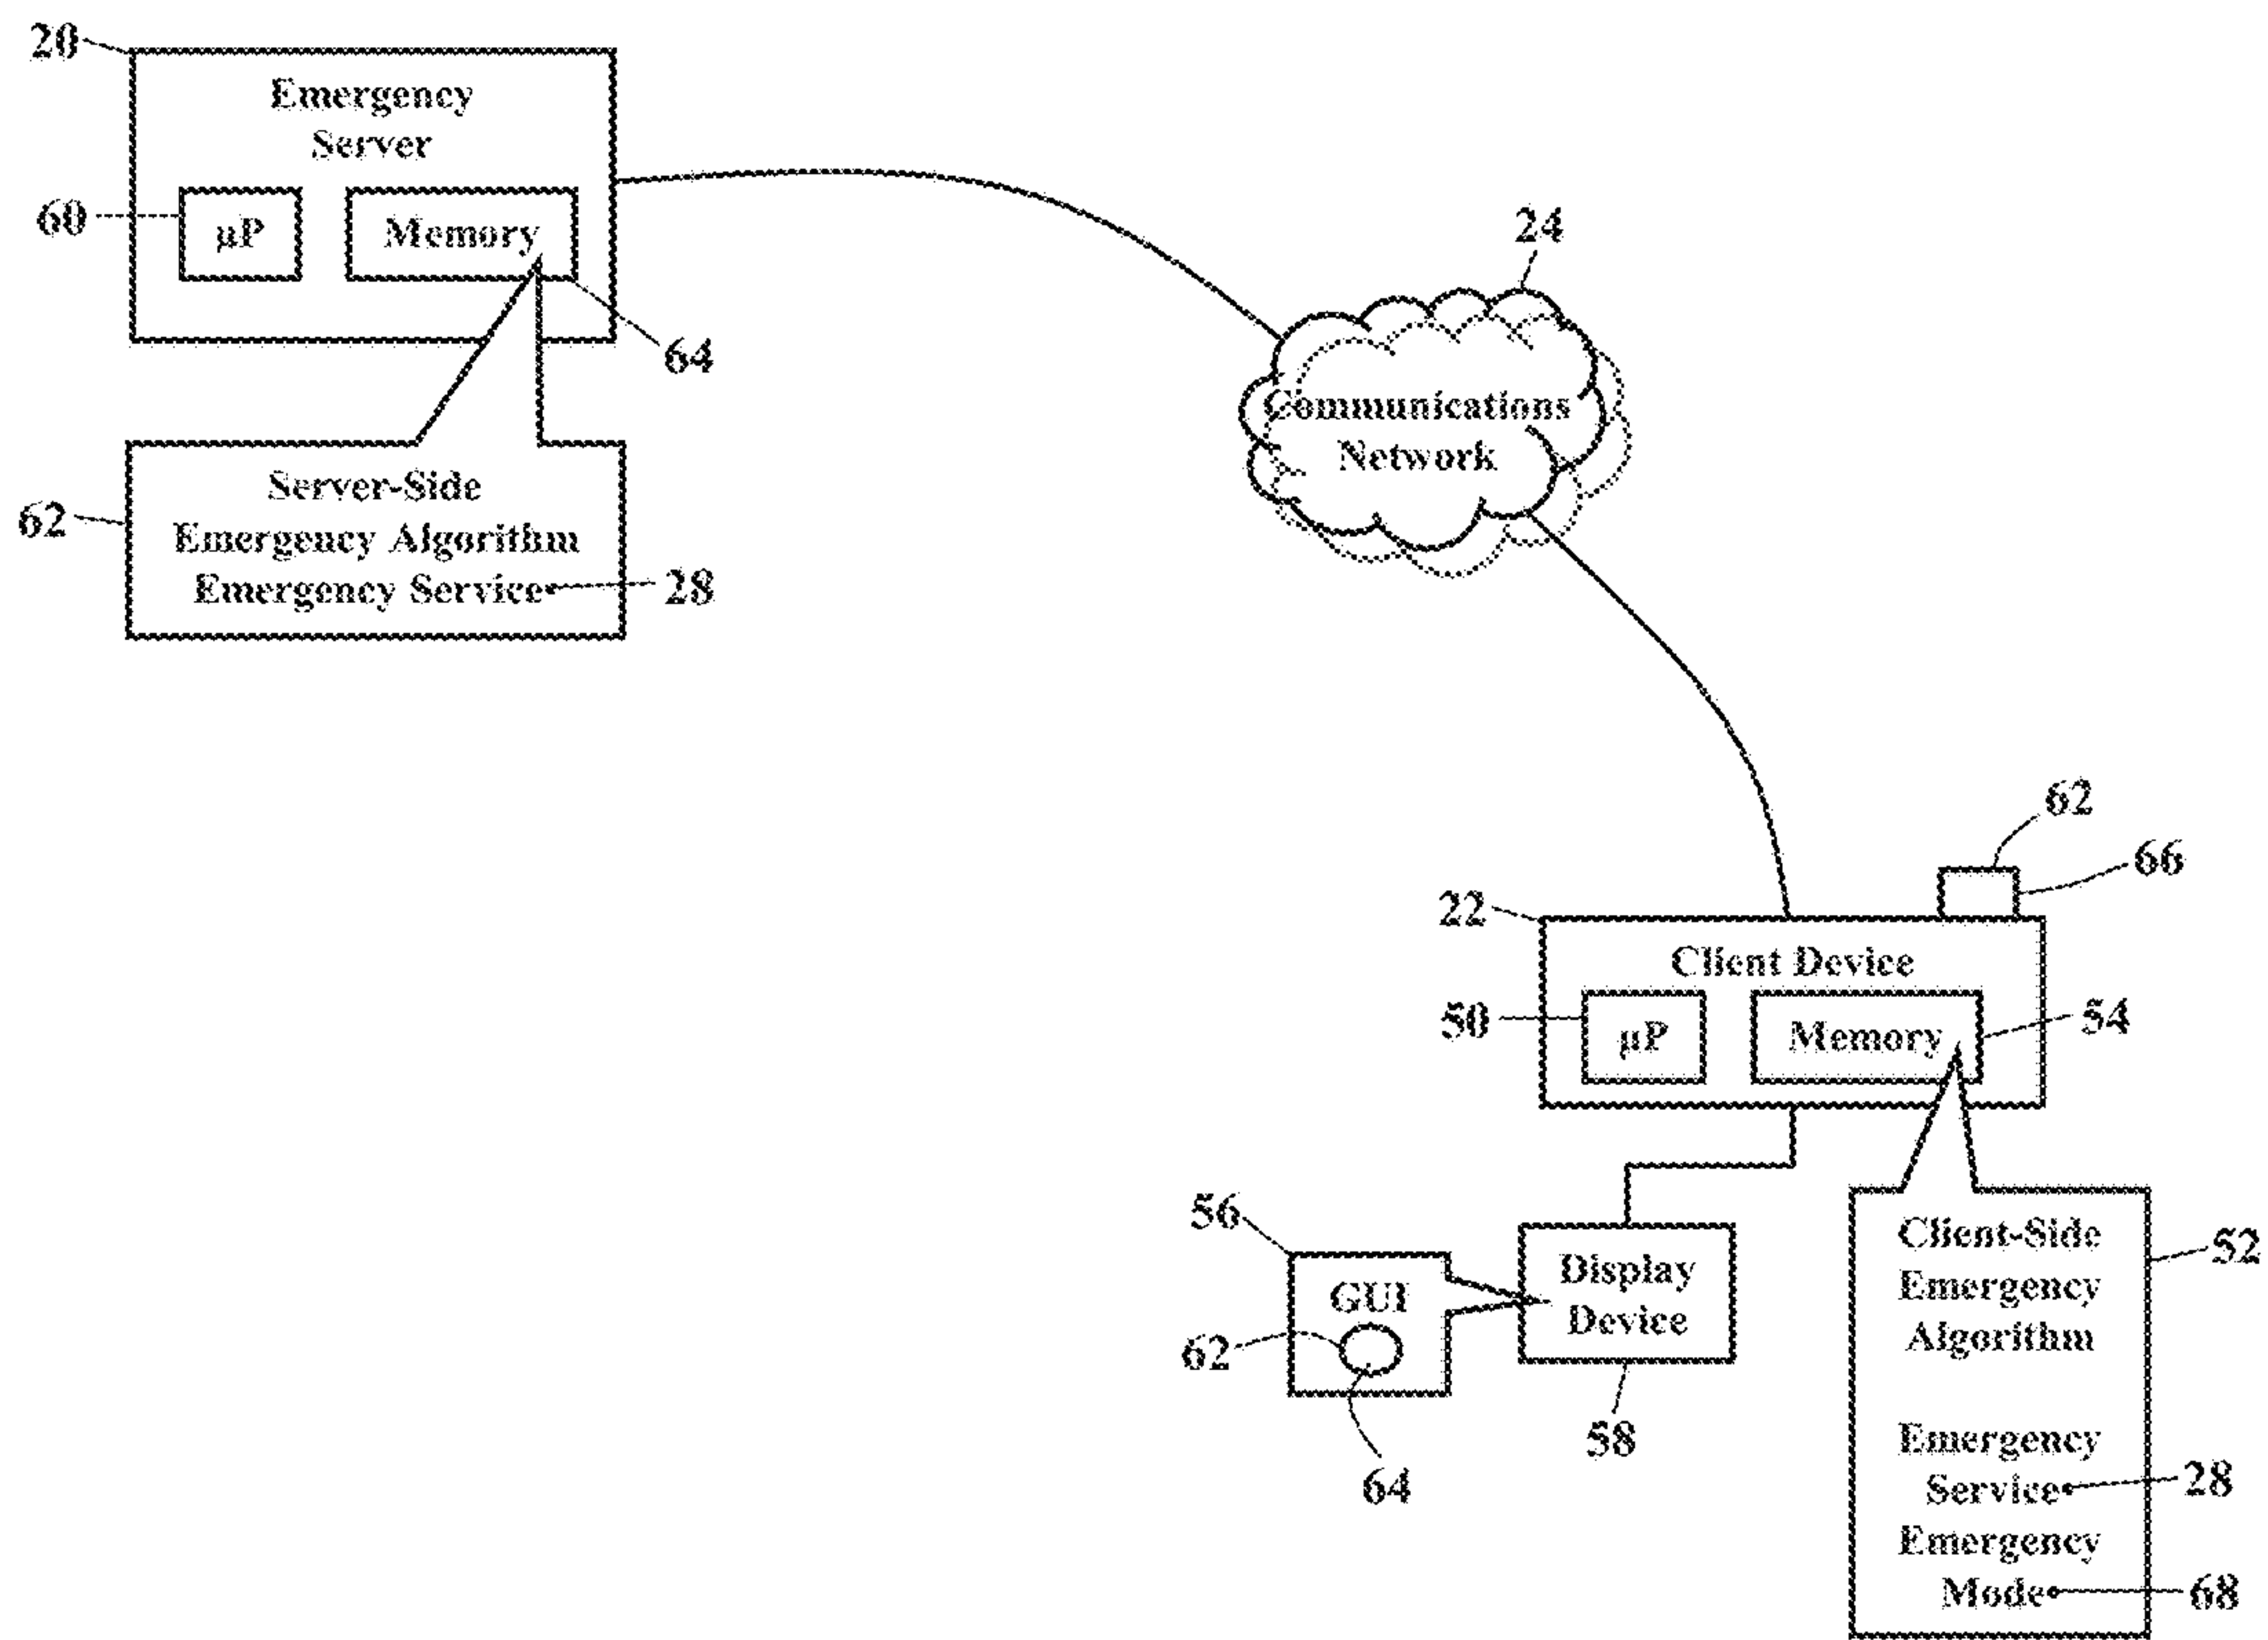 20
Emergency
Server
60
µP
Memory
64
24
Communications
Network
Server-Side
Emergency Algorithm
Emergency Service
62
28
62
66
22
Client Device
50
µP
Memory
54
56
GUI
62
64
Display
Device
58
Client-Side
Emergency
Algorithm
52
Emergency
Service
28
Emergency
Mode
68